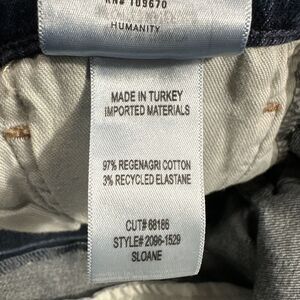 RN# 109670
HUMANITY
MADE IN TURKEY
IMPORTED MATERIALS
97% REGENAGRI COTTON
3% RECYCLED ELASTANE
CUT# 68186
STYLE# 2096-1529
SLOANE